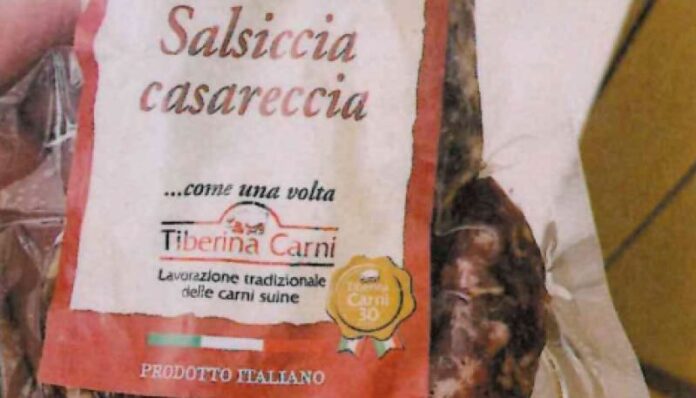 Salsiccia
casareccia
...come una volta
Tiberina Carni
Lavorazione tradizionale
delle carni suine
Tiberina
Carni
30
PRODOTTO ITALIANO